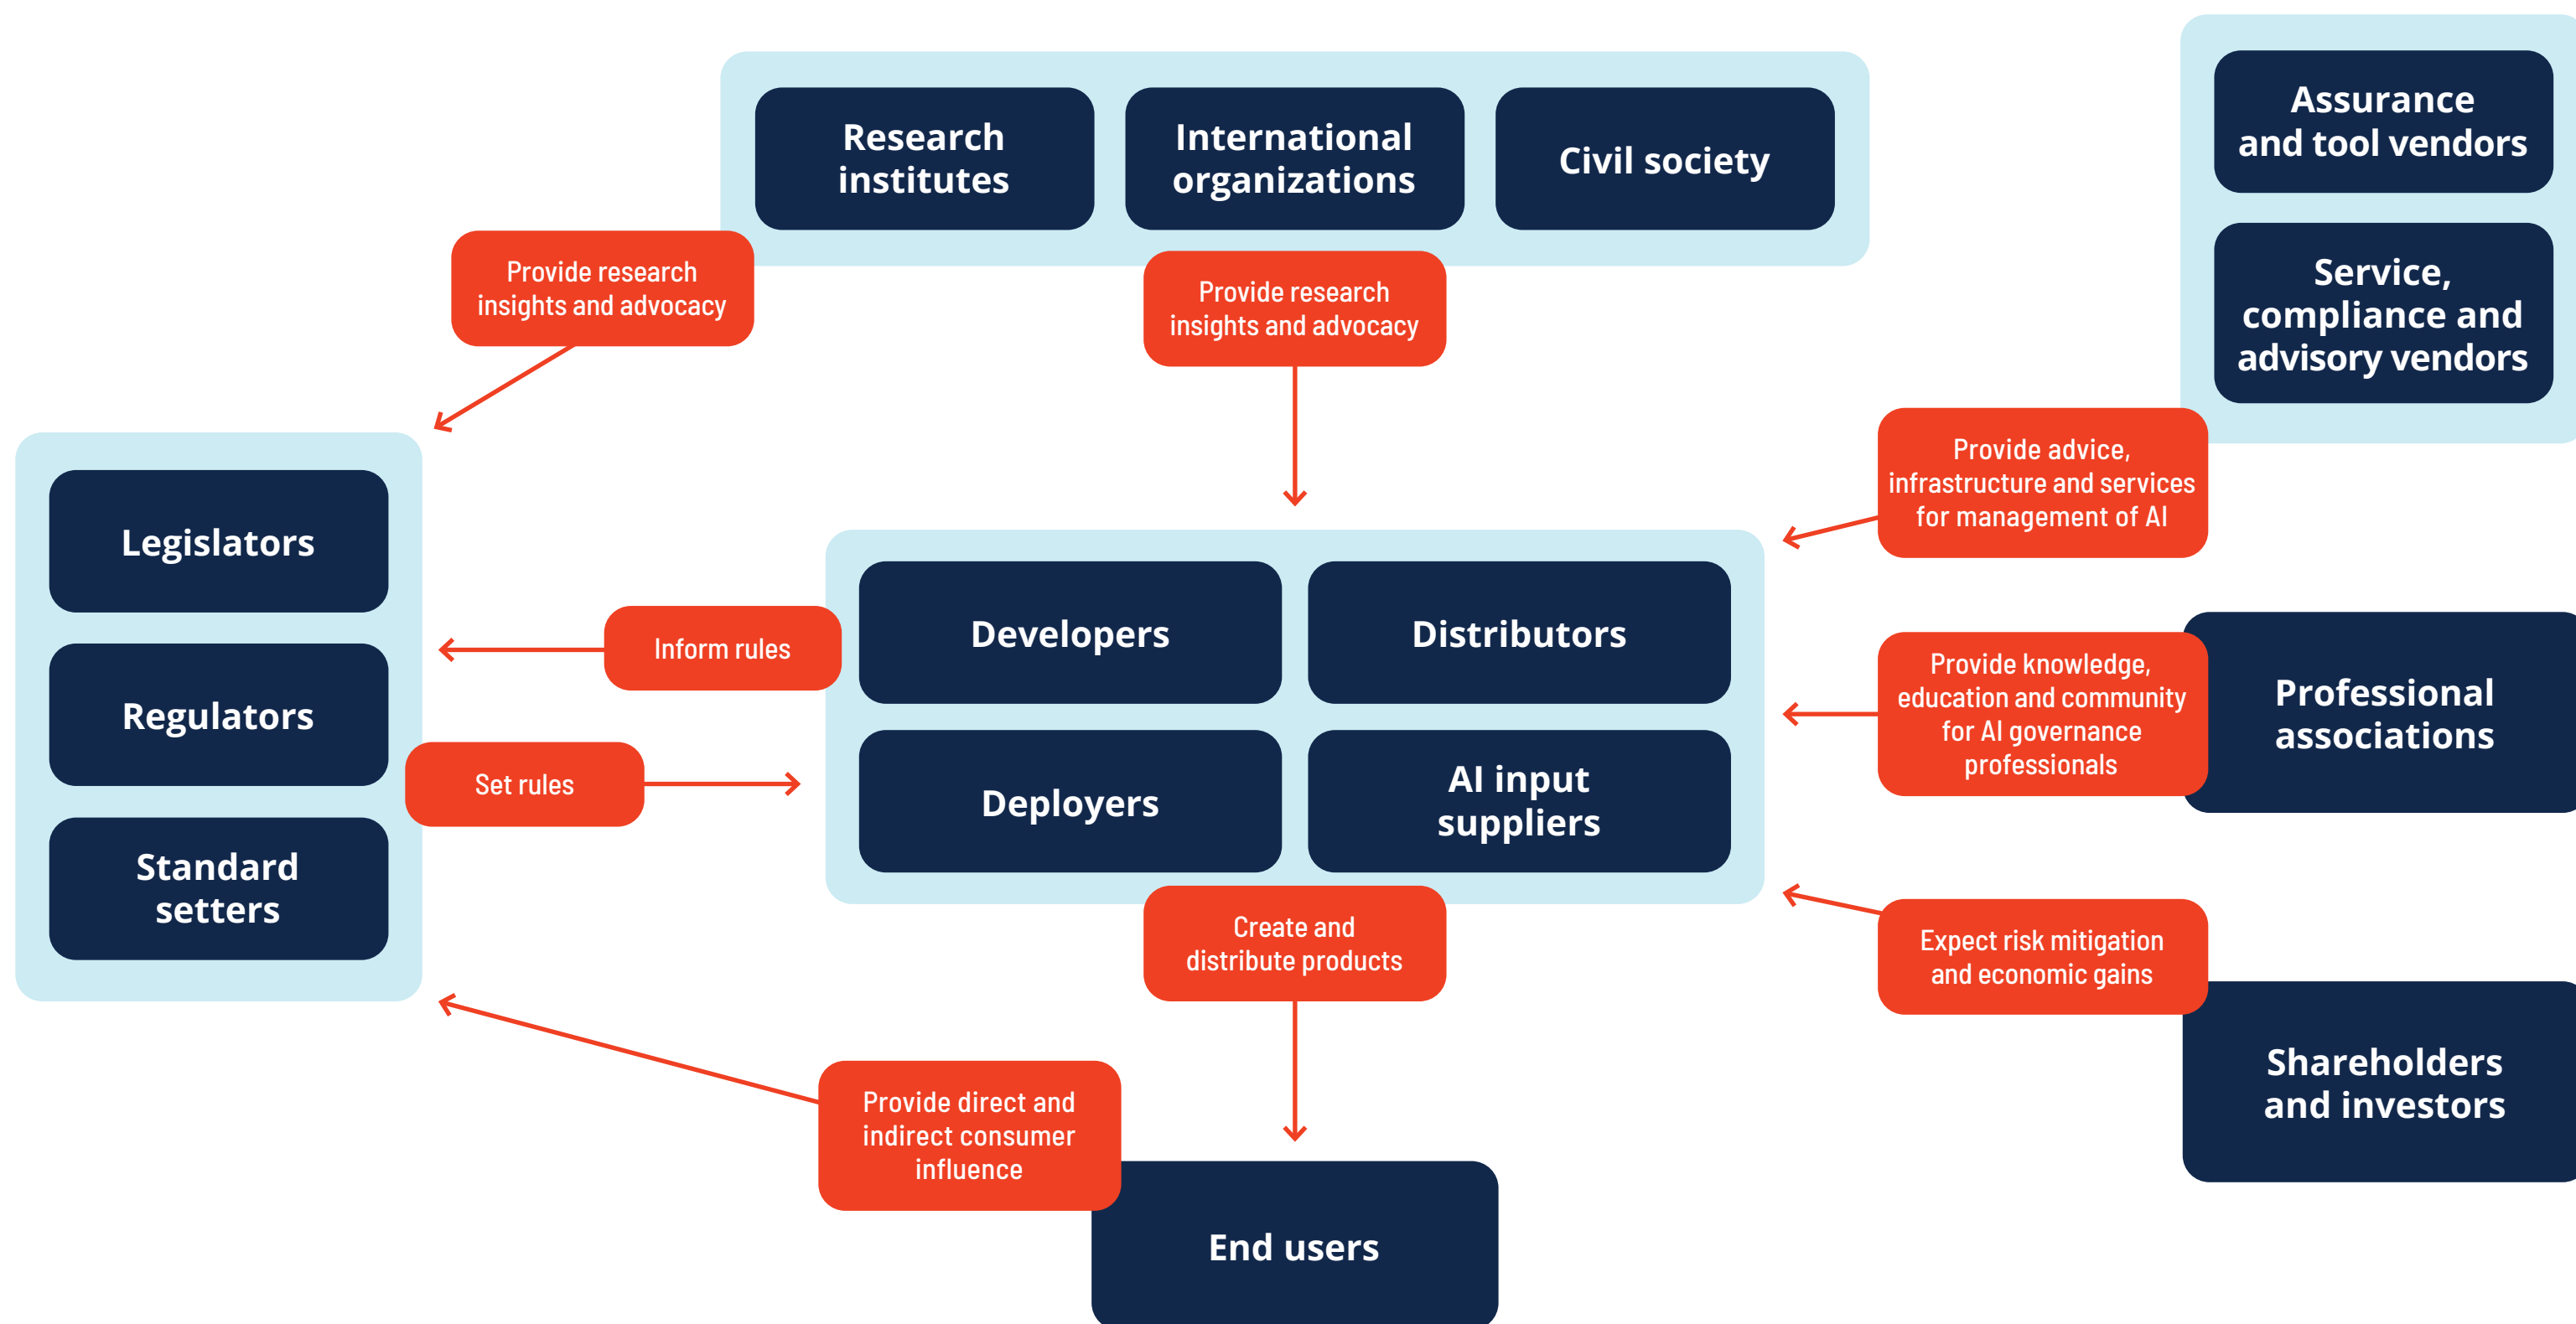 Research
institutes
International
organizations
Civil society
Assurance
and tool vendors
Service,
compliance and
advisory vendors
Provide research
insights and advocacy
Provide research
insights and advocacy
Provide advice,
infrastructure and services
for management of AI
Legislators
Regulators
Standard
setters
Inform rules
Set rules
Developers
Distributors
Deployers
AI input
suppliers
Provide knowledge,
education and community
for AI governance
professionals
Professional
associations
Create and
distribute products
Expect risk mitigation
and economic gains
Shareholders
and investors
Provide direct and
indirect consumer
influence
End users